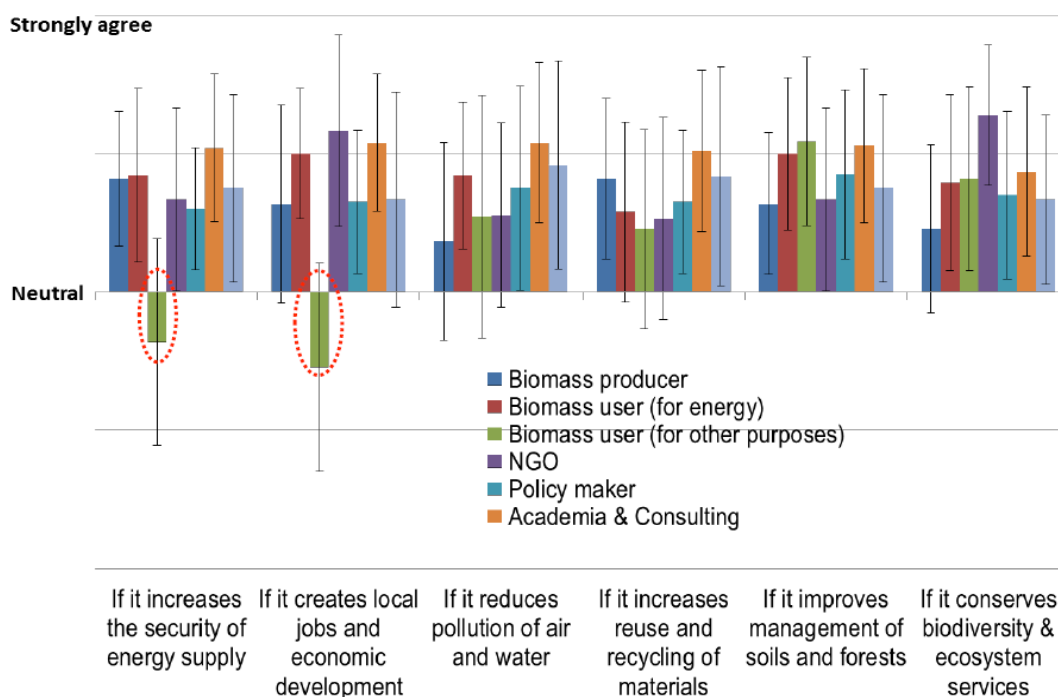 Strongly agree
Neutral
Biomass producer
Biomass user (for energy)
Biomass user (for other purposes)
NGO
Policy maker
Academia & Consulting
If it increases
the security of
energy supply
If it creates local
jobs and
economic
development
If it reduces
pollution of air
and water
If it increases
reuse and
recycling of
materials
If it improves
management of
soils and forests
If it conserves
biodiversity &
ecosystem
services